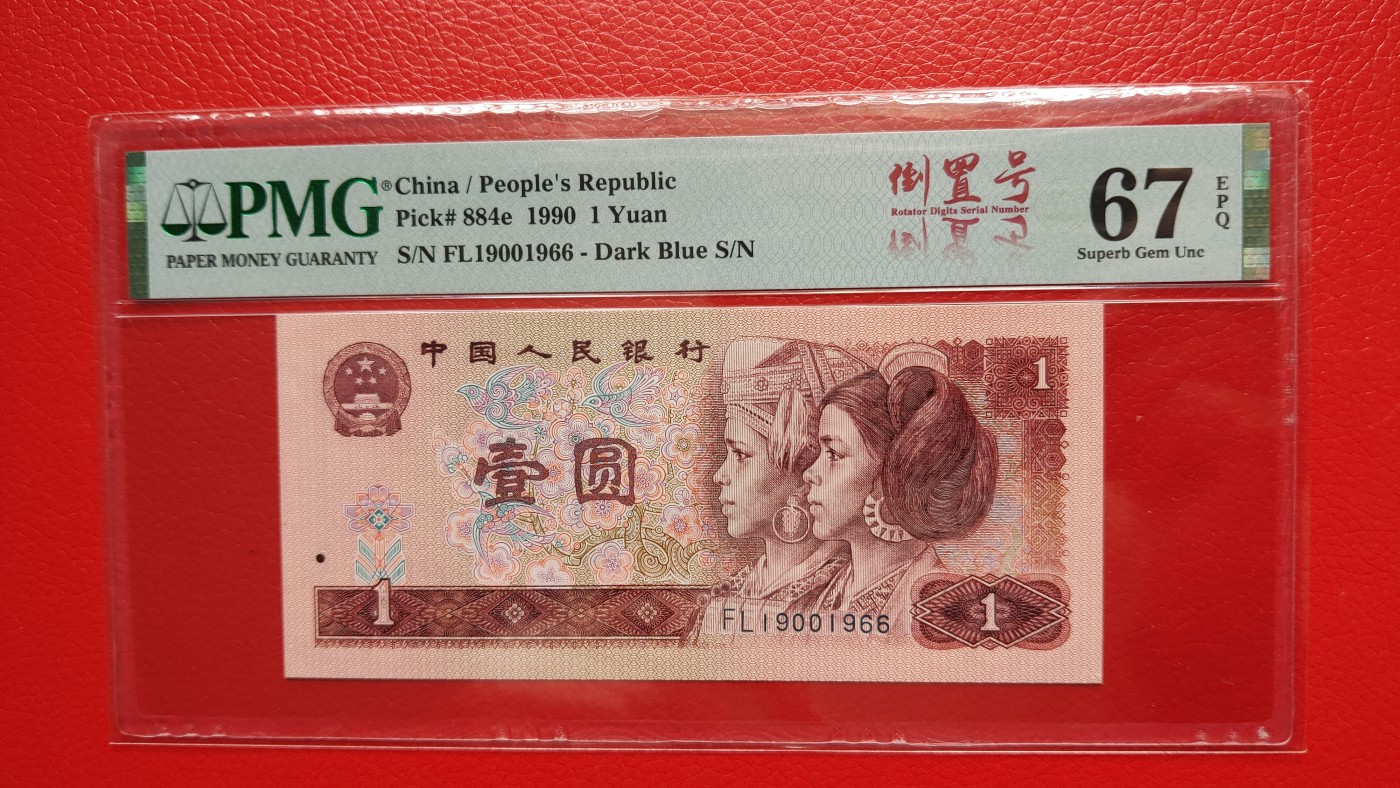 PMG®
PAPER MONEY GUARANTY
China / People's Republic
Pick# 884e 1990 1 Yuan
S/N FL19001966 - Dark Blue S/N
倒置号
Rotator Digits Serial Number
67
EPQ
Superb Gem Unc
中国人民银行
1
壹圆
1
FL19001966
1